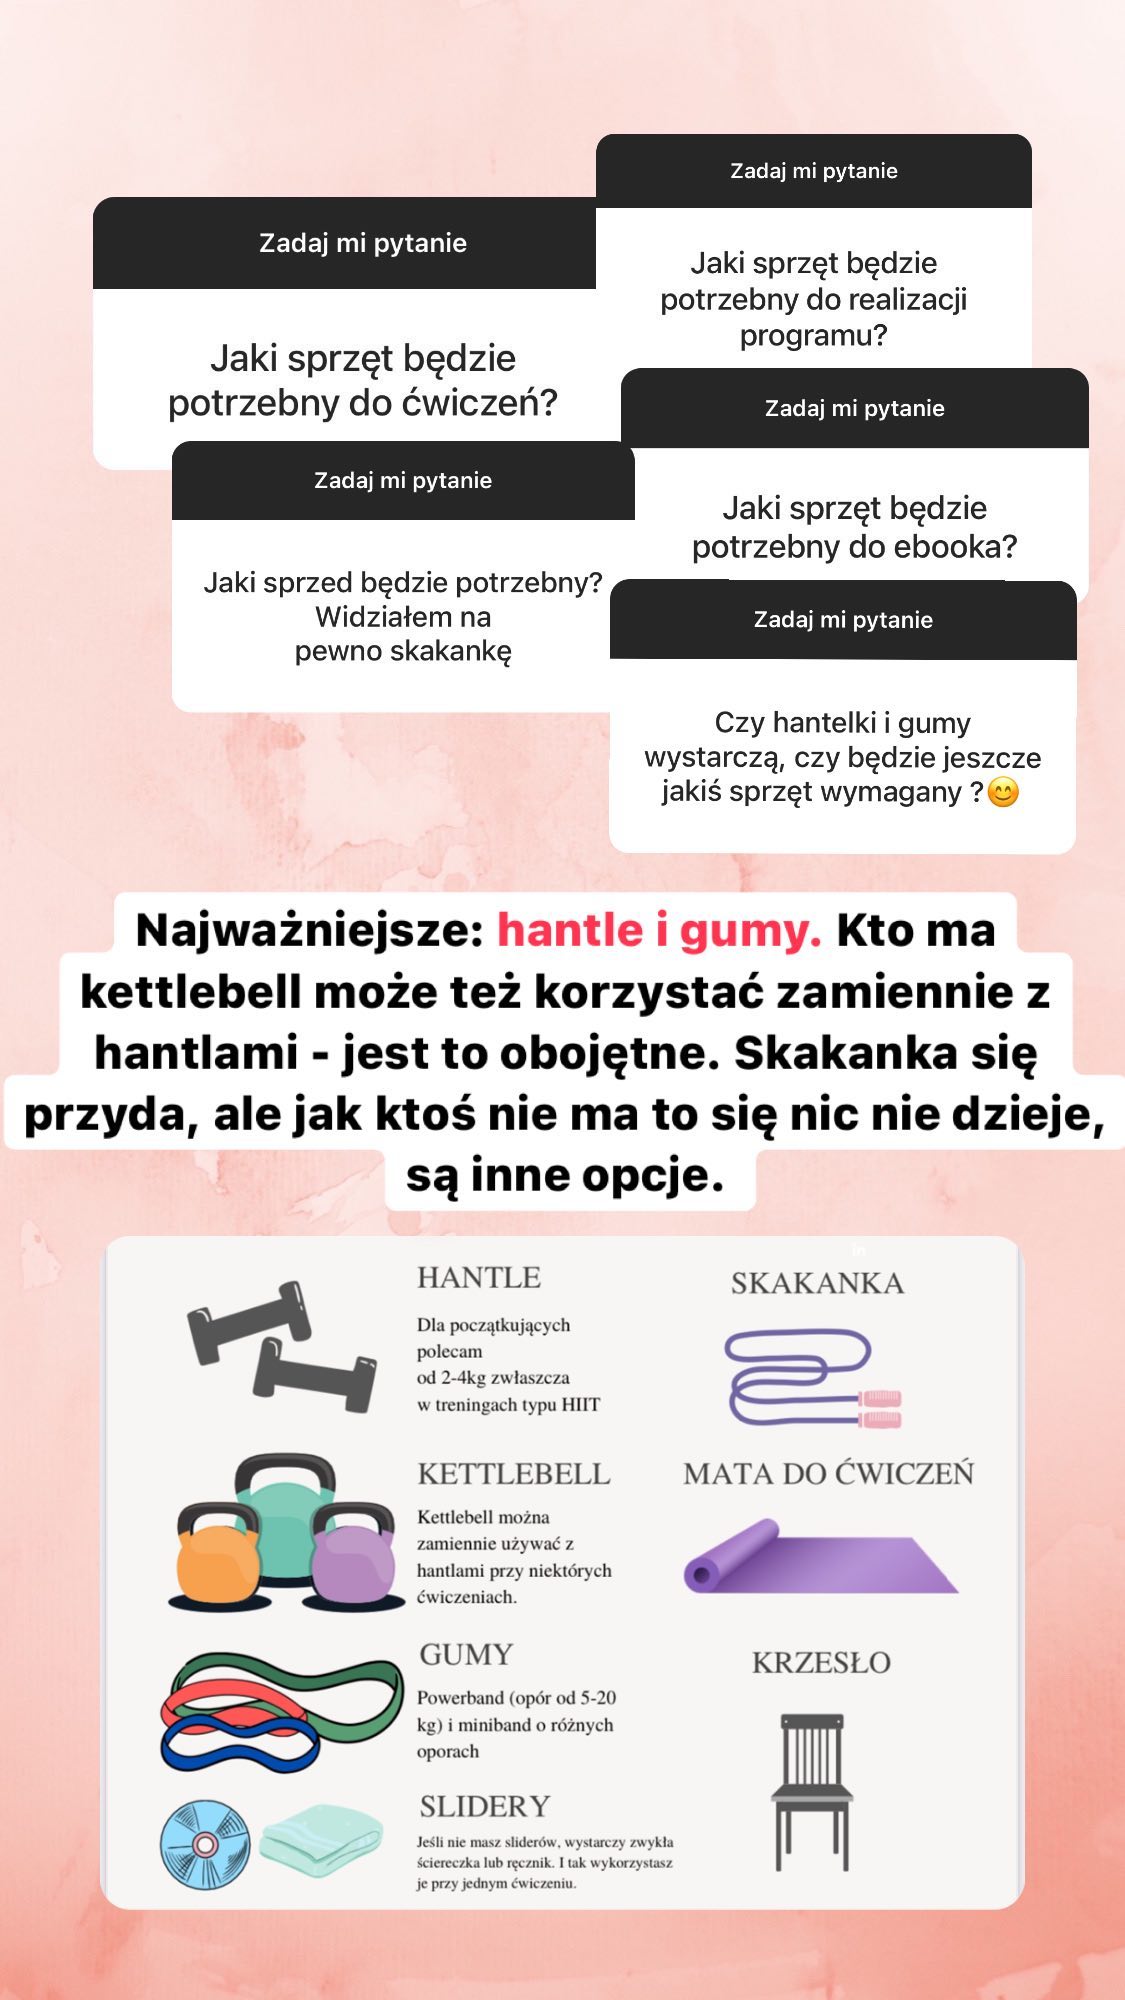 Zadaj mi pytanie
Jaki sprzęt będzie
potrzebny do ćwiczeń?
Zadaj mi pytanie
Jaki sprzęt będzie
potrzebny do realizacji
programu?
Zadaj mi pytanie
Jaki sprzęt będzie
potrzebny do ebooka?
Zadaj mi pytanie
Jaki sprzed będzie potrzebny?
Widziałem na
pewno skakankę
Zadaj mi pytanie
Czy hantelki i gumy
wystarczą, czy będzie jeszcze
jakiś sprzęt wymagany ?😊
Najważniejsze: hantle i gumy. Kto ma
kettlebell może też korzystać zamiennie z
hantlami - jest to obojętne. Skakanka się
przyda, ale jak ktoś nie ma to się nic nie dzieje,
są inne opcje.
HANTLE
Dla początkujących
polecam
od 2-4kg zwłaszcza
w treningach typu HIIT
KETTLEBELL
Kettlebell można
zamiennie używać z
hantlami przy niektórych
ćwiczeniach.
GUMY
Powerband (opór od 5-20
kg) i miniband o różnych
oporach
SLIDERY
Jeśli nie masz sliderów, wystarczy zwykła
ściereczka lub ręcznik. I tak wykorzystasz
je przy jednym ćwiczeniu.
in
SKAKANKA
MATA DO ĆWICZEŃ
KRZESŁO